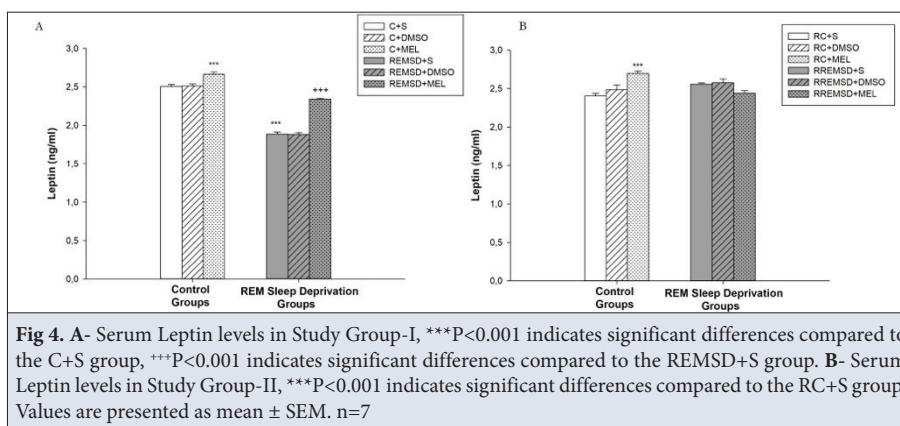 A
***
***
+++
C+S
C+DMSO
C+MEL
REMSD+S
REMSD+DMSO
REMSD+MEL
3,0
2,5
2,0
1,5
1,0
0,5
0,0
Leptin (ng/ml)
Control
Groups
REM Sleep Deprivation
Groups
B
***
RC+S
RC+DMSO
RC+MEL
RREMSD+S
RREMSD+DMSO
RREMSD+MEL
3,0
2,5
2,0
1,5
1,0
0,5
0,0
Leptin (ng/ml)
Control
Groups
REM Sleep Deprivation
Groups
Fig 4. A- Serum Leptin levels in Study Group-I, ***P<0.001 indicates significant differences compared to
the C+S group, +++P<0.001 indicates significant differences compared to the REMSD+S group. B- Serum
Leptin levels in Study Group-II, ***P<0.001 indicates significant differences compared to the RC+S group
Values are presented as mean ± SEM. n=7